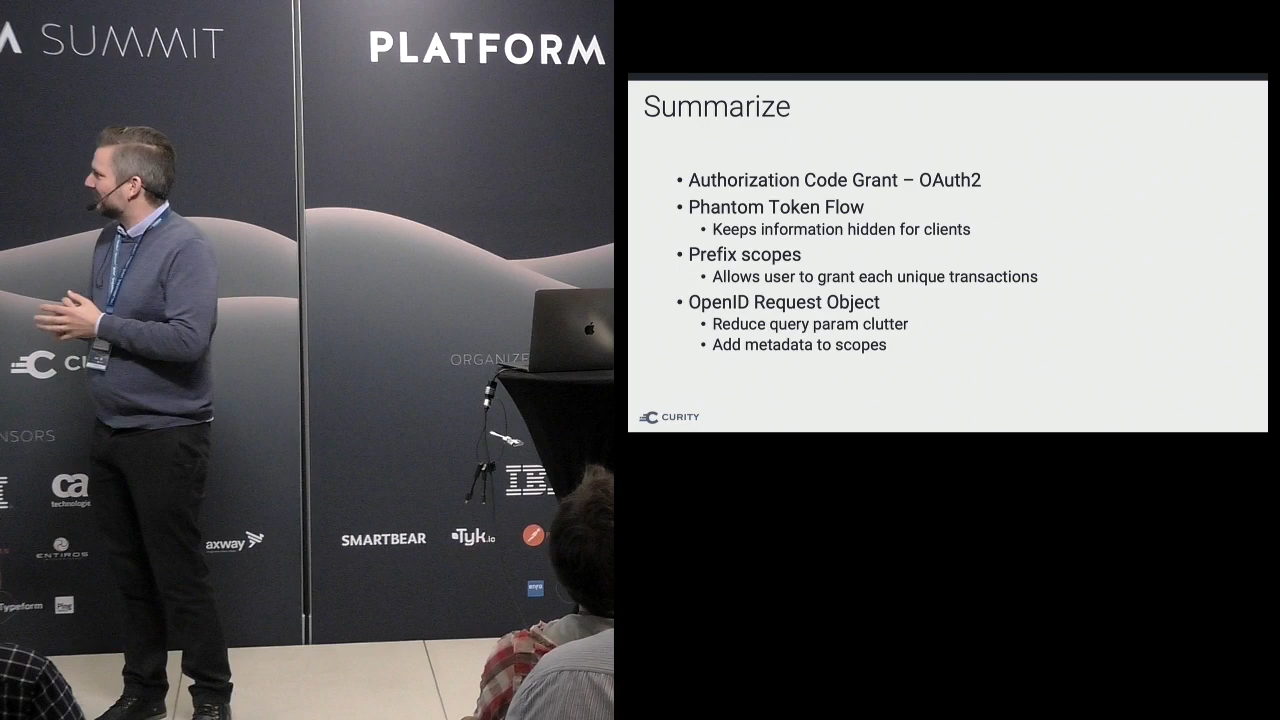 SUMMIT
PLATFORM
ORGANIZE
NSORS
ca
technologies
IB
axway
SMARTBEAR
Tyk.io
ENTIROS
Typeform
Ping
Summarize
• Authorization Code Grant – OAuth2
• Phantom Token Flow
• Keeps information hidden for clients
• Prefix scopes
• Allows user to grant each unique transactions
• OpenID Request Object
• Reduce query param clutter
• Add metadata to scopes
CURITY